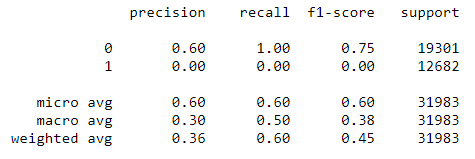 precision recall f1-score support
0 0.60 1.00 0.75 19301
1 0.00 0.00 0.00 12682
micro avg 0.60 0.60 0.60 31983
macro avg 0.30 0.50 0.38 31983
weighted avg 0.36 0.60 0.45 31983